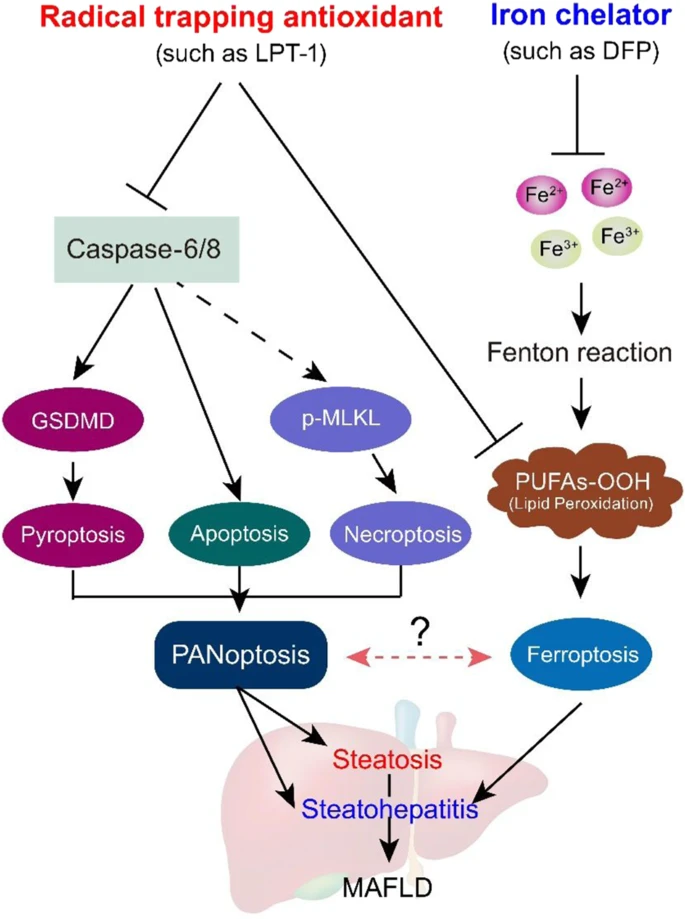 Radical trapping antioxidant
(such as LPT-1)
Iron chelator
(such as DFP)
Fe2+
Fe2+
Fe3+
Fe3+
Caspase-6/8
Fenton reaction
GSDMD
p-MLKL
PUFAs-OOH
(Lipid Peroxidation)
Pyroptosis
Apoptosis
Necroptosis
?
PANoptosis
Ferroptosis
Steatosis
Steatohepatitis
MAFLD